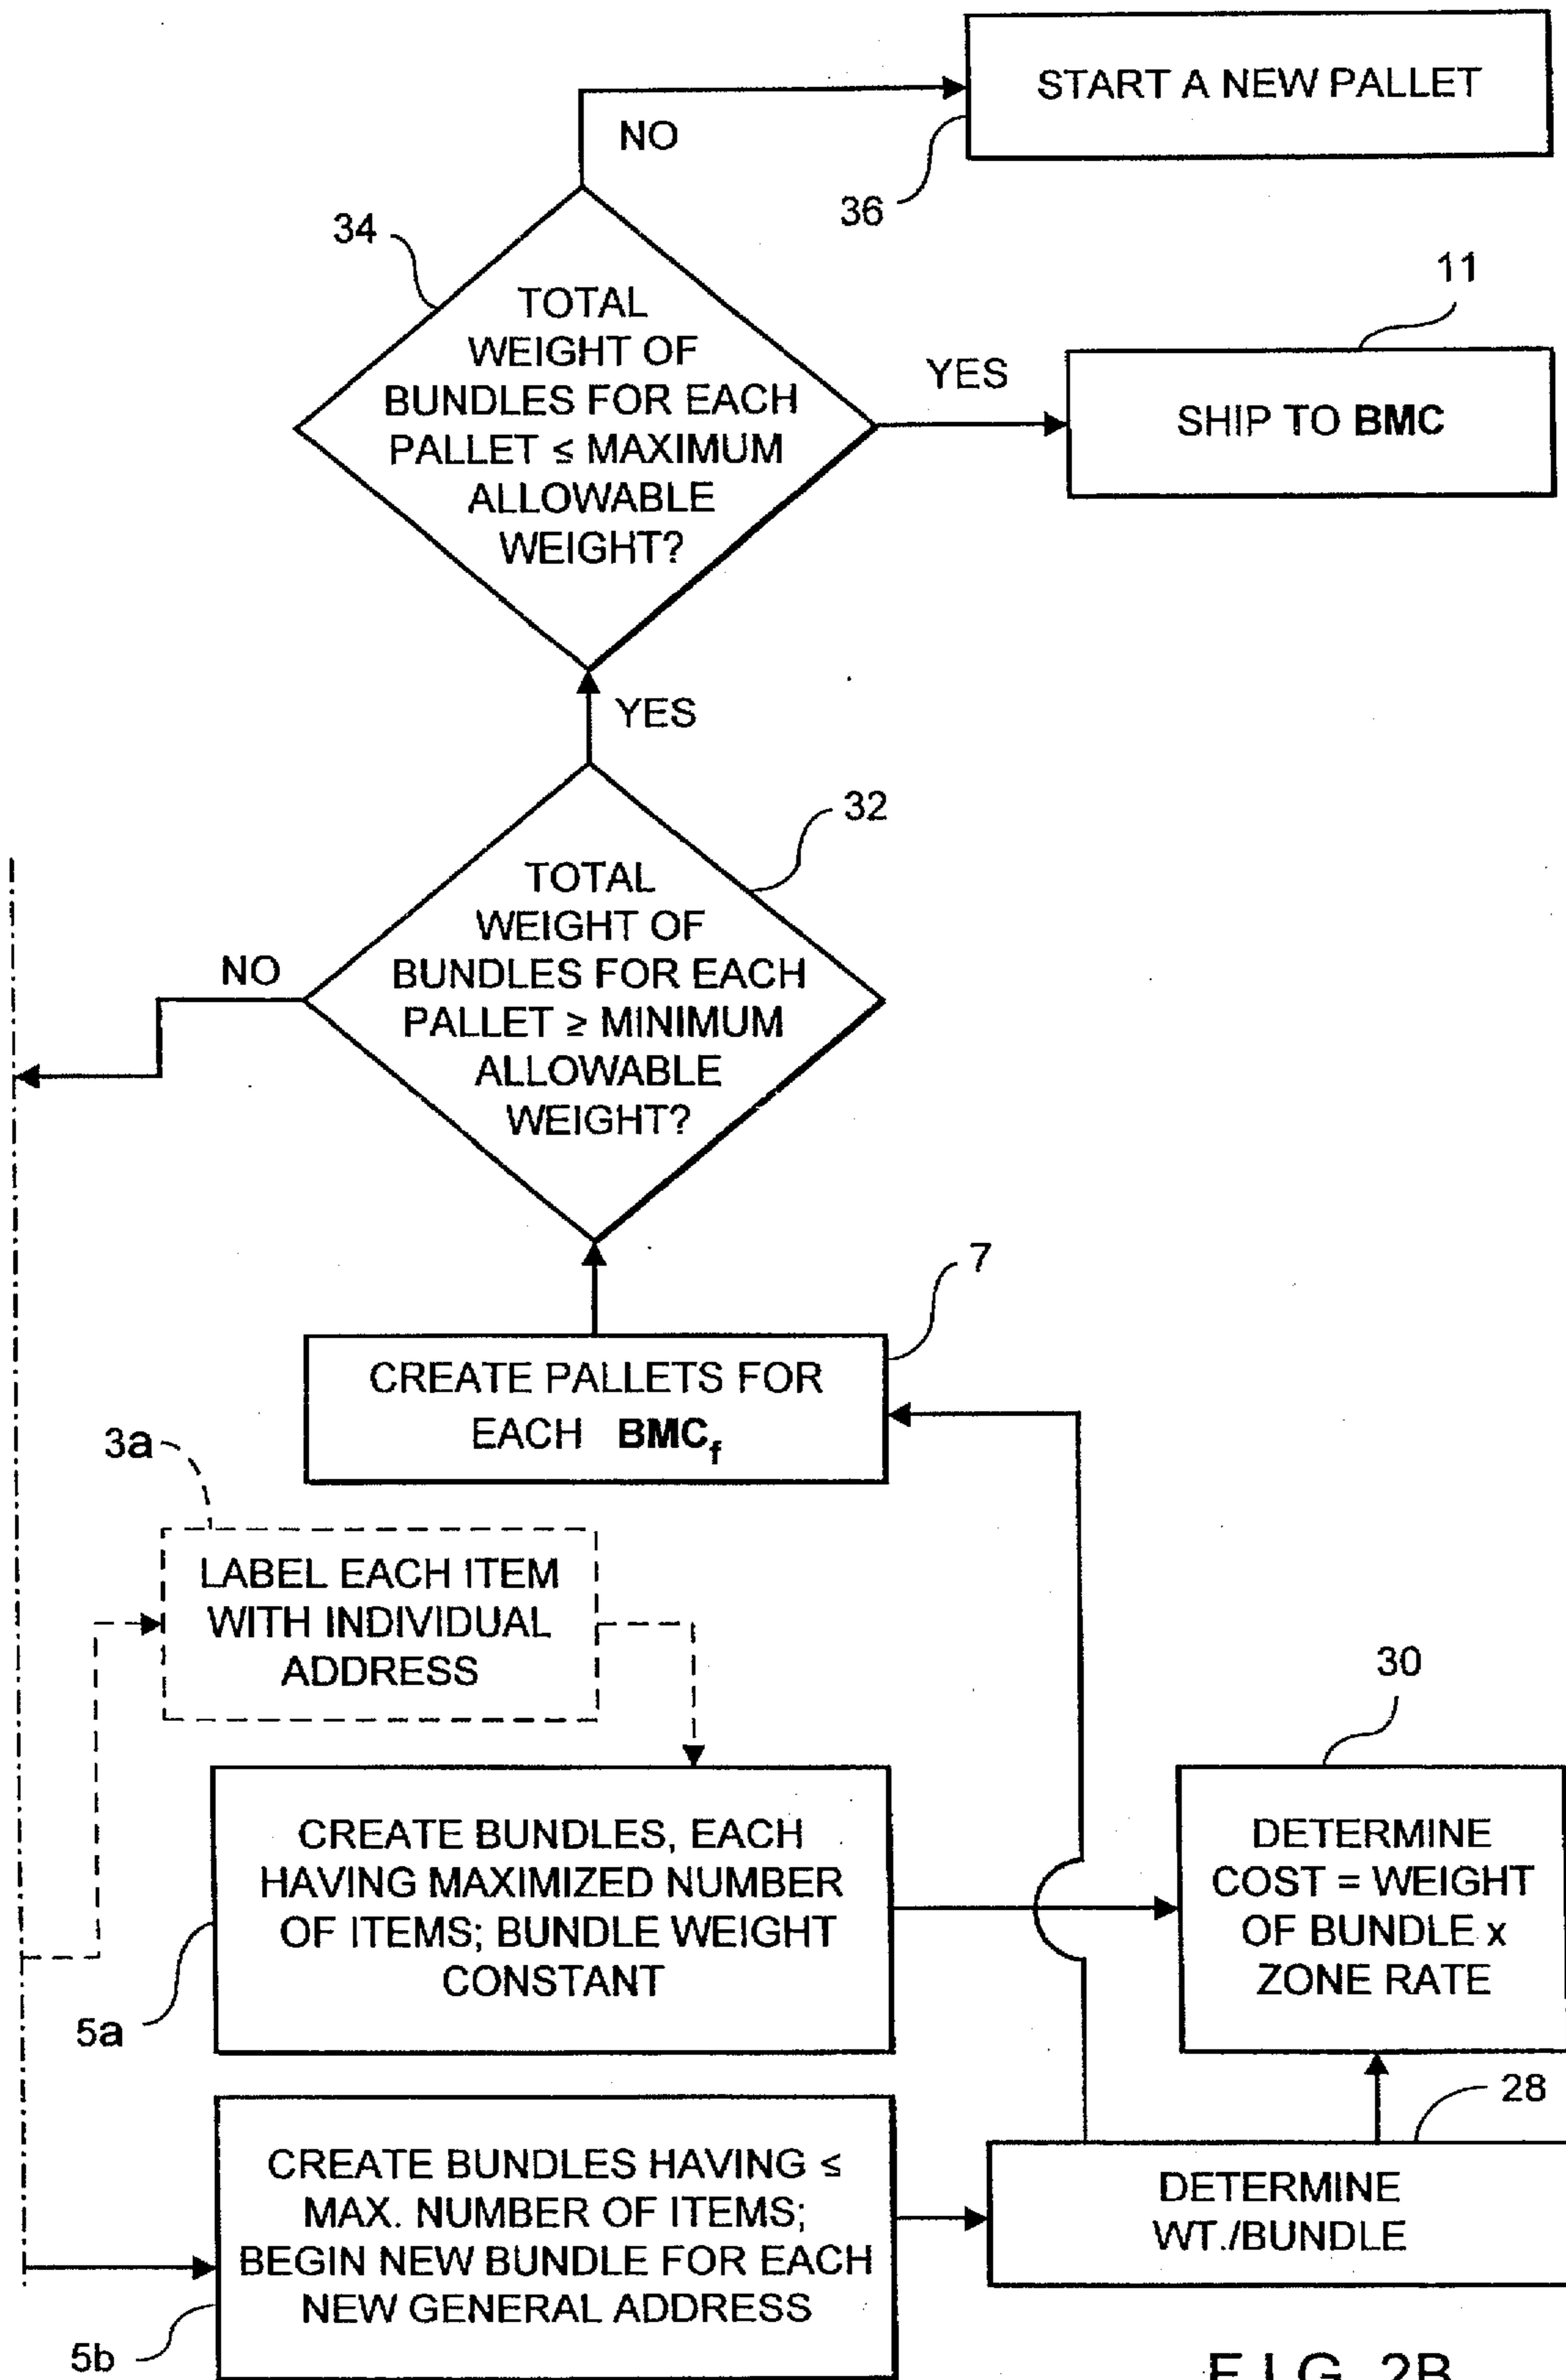 START A NEW PALLET
NO
36
34
11
TOTAL
WEIGHT OF
BUNDLES FOR EACH
PALLET ≤ MAXIMUM
ALLOWABLE
WEIGHT?
YES
SHIP TO BMC
YES
32
TOTAL
WEIGHT OF
BUNDLES FOR EACH
PALLET ≥ MINIMUM
ALLOWABLE
WEIGHT?
NO
7
CREATE PALLETS FOR
EACH BMCf
3a
LABEL EACH ITEM
WITH INDIVIDUAL
ADDRESS
30
CREATE BUNDLES, EACH
HAVING MAXIMIZED NUMBER
OF ITEMS; BUNDLE WEIGHT
CONSTANT
5a
DETERMINE
COST = WEIGHT
OF BUNDLE x
ZONE RATE
28
CREATE BUNDLES HAVING ≤
MAX. NUMBER OF ITEMS;
BEGIN NEW BUNDLE FOR EACH
NEW GENERAL ADDRESS
5b
DETERMINE
WT./BUNDLE
FIG. 2B